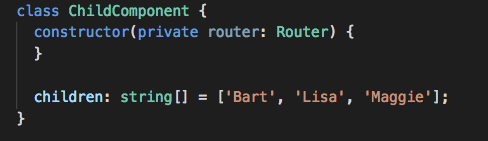 class ChildComponent {
constructor(private router: Router) {
}
children: string[] = ['Bart', 'Lisa', 'Maggie'];
}